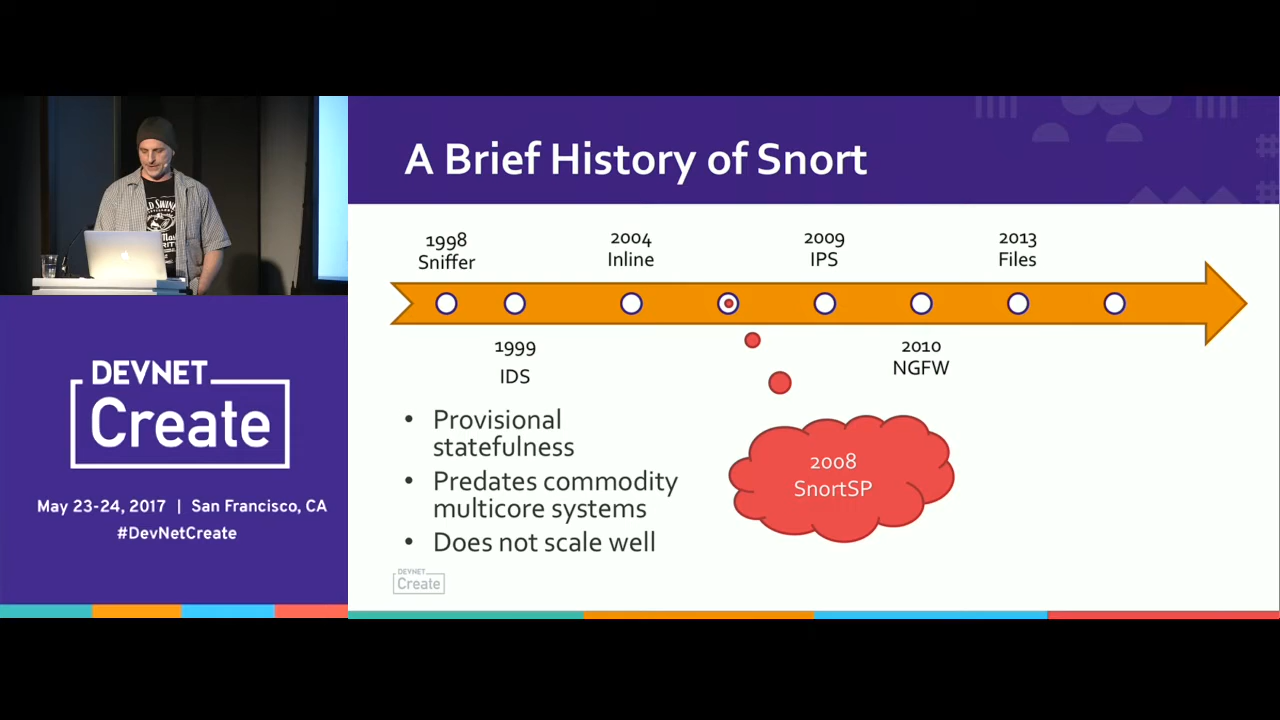 A Brief History of Snort
1998
Sniffer
2004
Inline
2009
IPS
2013
Files
1999
IDS
2010
NGFW
• Provisional
statefulness
• Predates commodity
multicore systems
• Does not scale well
2008
SnortSP
DEVNET
Create
DEVNET
Create
May 23-24, 2017 | San Francisco, CA
#DevNetCreate